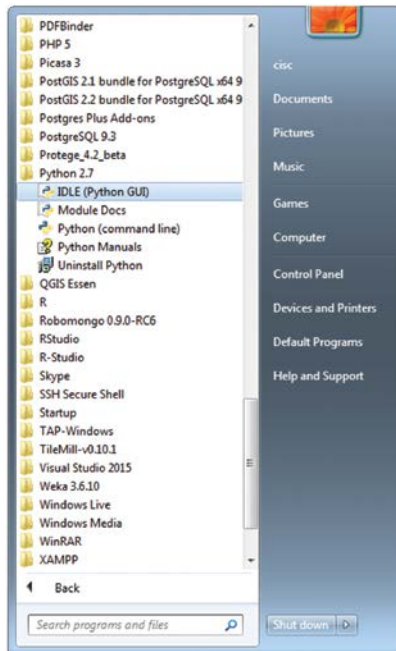 PDFBinder
PHP 5
Picasa 3
PostGIS 2.1 bundle for PostgreSQL x64 9
PostGIS 2.2 bundle for PostgreSQL x64 9
Postgres Plus Add-ons
PostgreSQL 9.3
Protege_4.2_beta
Python 2.7
IDLE (Python GUI)
Module Docs
Python (command line)
Python Manuals
Uninstall Python
QGIS Essen
R
Robomongo 0.9.0-RC6
RStudio
R-Studio
Skype
SSH Secure Shell
Startup
TAP-Windows
TileMill-v0.10.1
Visual Studio 2015
Weka 3.6.10
Windows Live
Windows Media
WinRAR
XAMPP
Back
Search programs and files
cisc
Documents
Pictures
Music
Games
Computer
Control Panel
Devices and Printers
Default Programs
Help and Support
Shut down